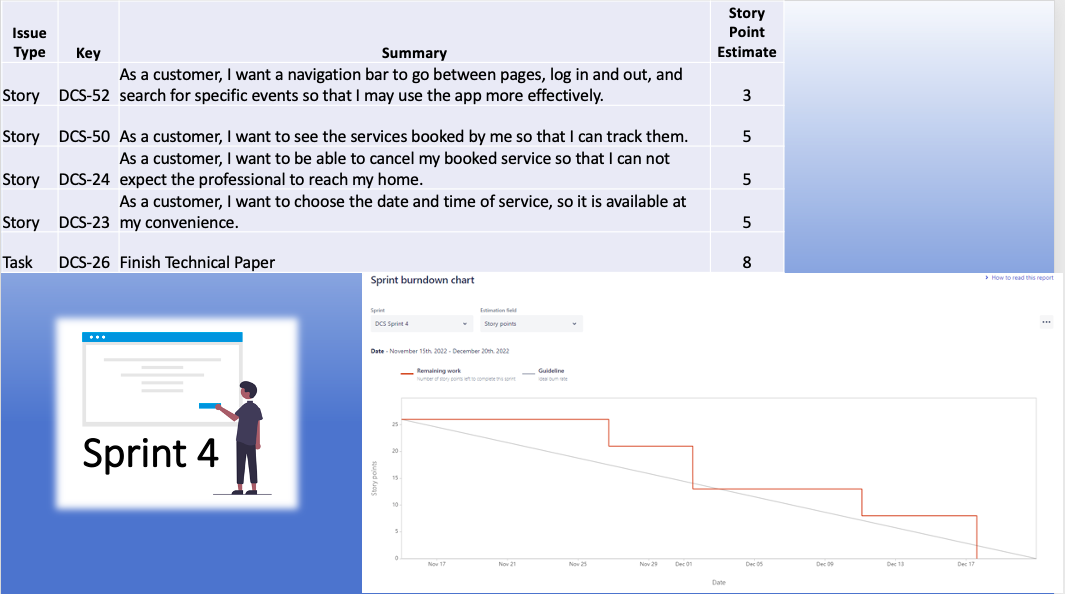 Issue Type Key Summary Story Point Estimate
Story DCS-52 As a customer, I want a navigation bar to go between pages, log in and out, and
search for specific events so that I may use the app more effectively. 3
Story DCS-50 As a customer, I want to see the services booked by me so that I can track them. 5
Story DCS-24 As a customer, I want to be able to cancel my booked service so that I can not
expect the professional to reach my home. 5
Story DCS-23 As a customer, I want to choose the date and time of service, so it is available at
my convenience. 5
Task DCS-26 Finish Technical Paper 8
Sprint 4
Sprint burndown chart
How to read this report
Sprint Estimation field
DCS Sprint 4 Story points
Date - November 15th, 2022 - December 20th, 2022
Remaining work Guideline
Number of story points left to complete this sprint Ideal burn rate
Story points
25
20
15
10
5
0
Nov 17 Nov 21 Nov 25 Nov 29 Dec 01 Dec 05 Dec 09 Dec 13 Dec 17
Date